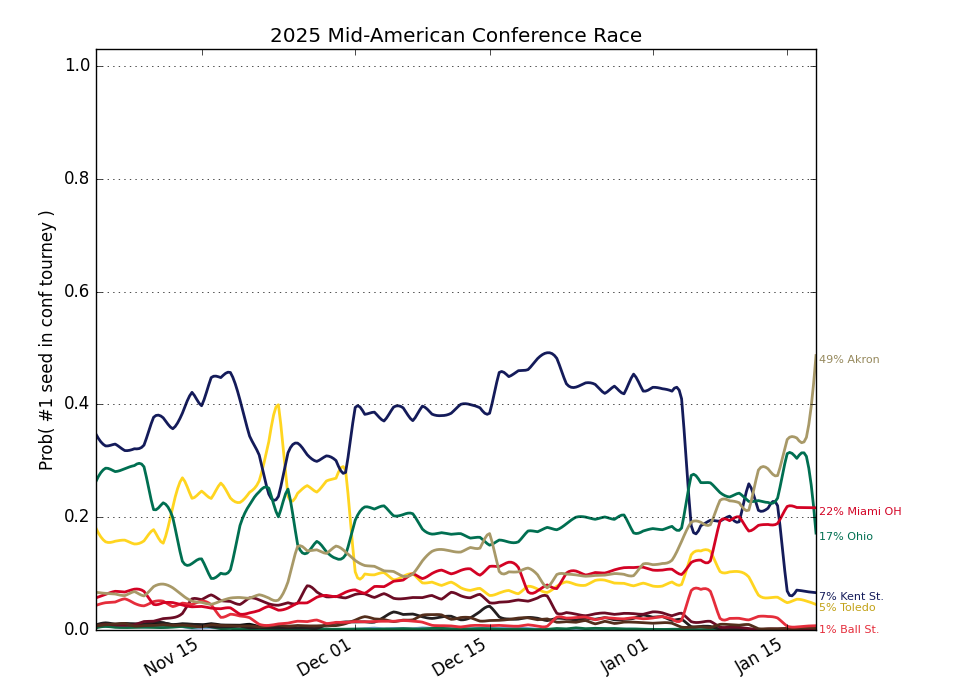 2025 Mid-American Conference Race
Prob( #1 seed in conf tourney )
1.0
0.8
0.6
0.4
0.2
0.0
Nov 15
Dec 01
Dec 15
Jan 01
Jan 15
49% Akron
22% Miami OH
17% Ohio
7% Kent St.
5% Toledo
1% Ball St.